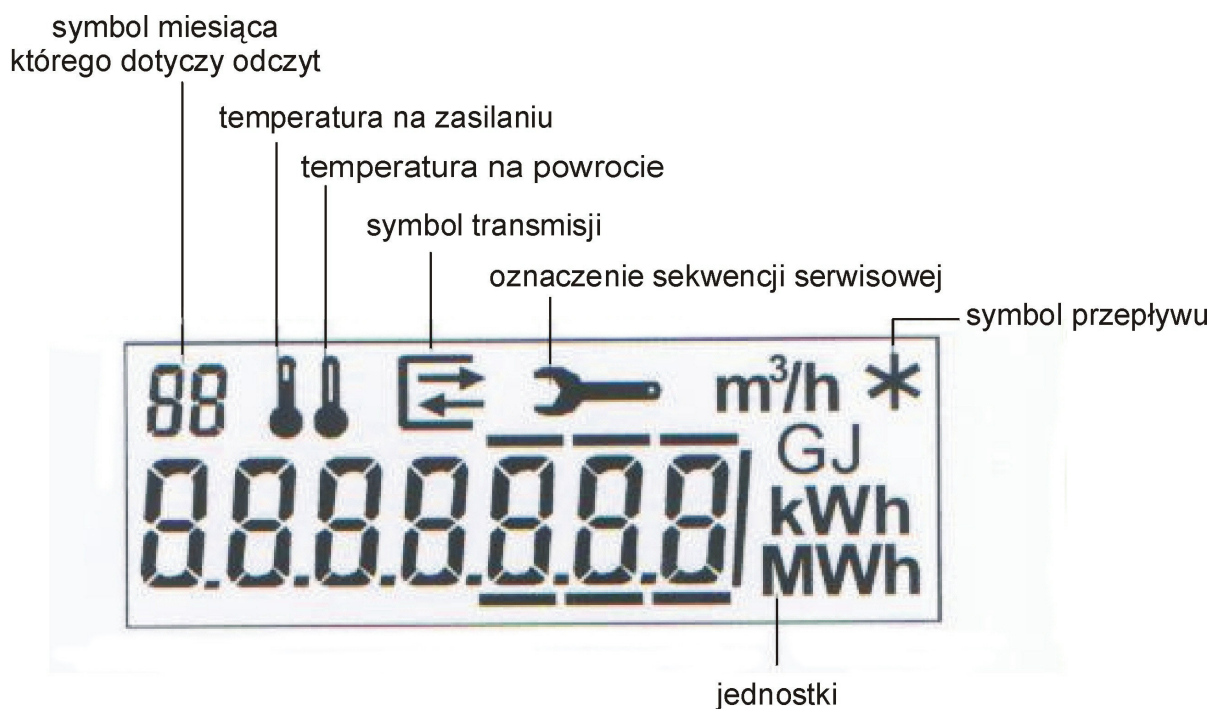 symbol miesiąca
którego dotyczy odczyt
temperatura na zasilaniu
temperatura na powrocie
symbol transmisji
oznaczenie sekwencji serwisowej
symbol przepływu
88
m³/h
GJ
8.8.8.8.8.8.8
kWh
MWh
jednostki